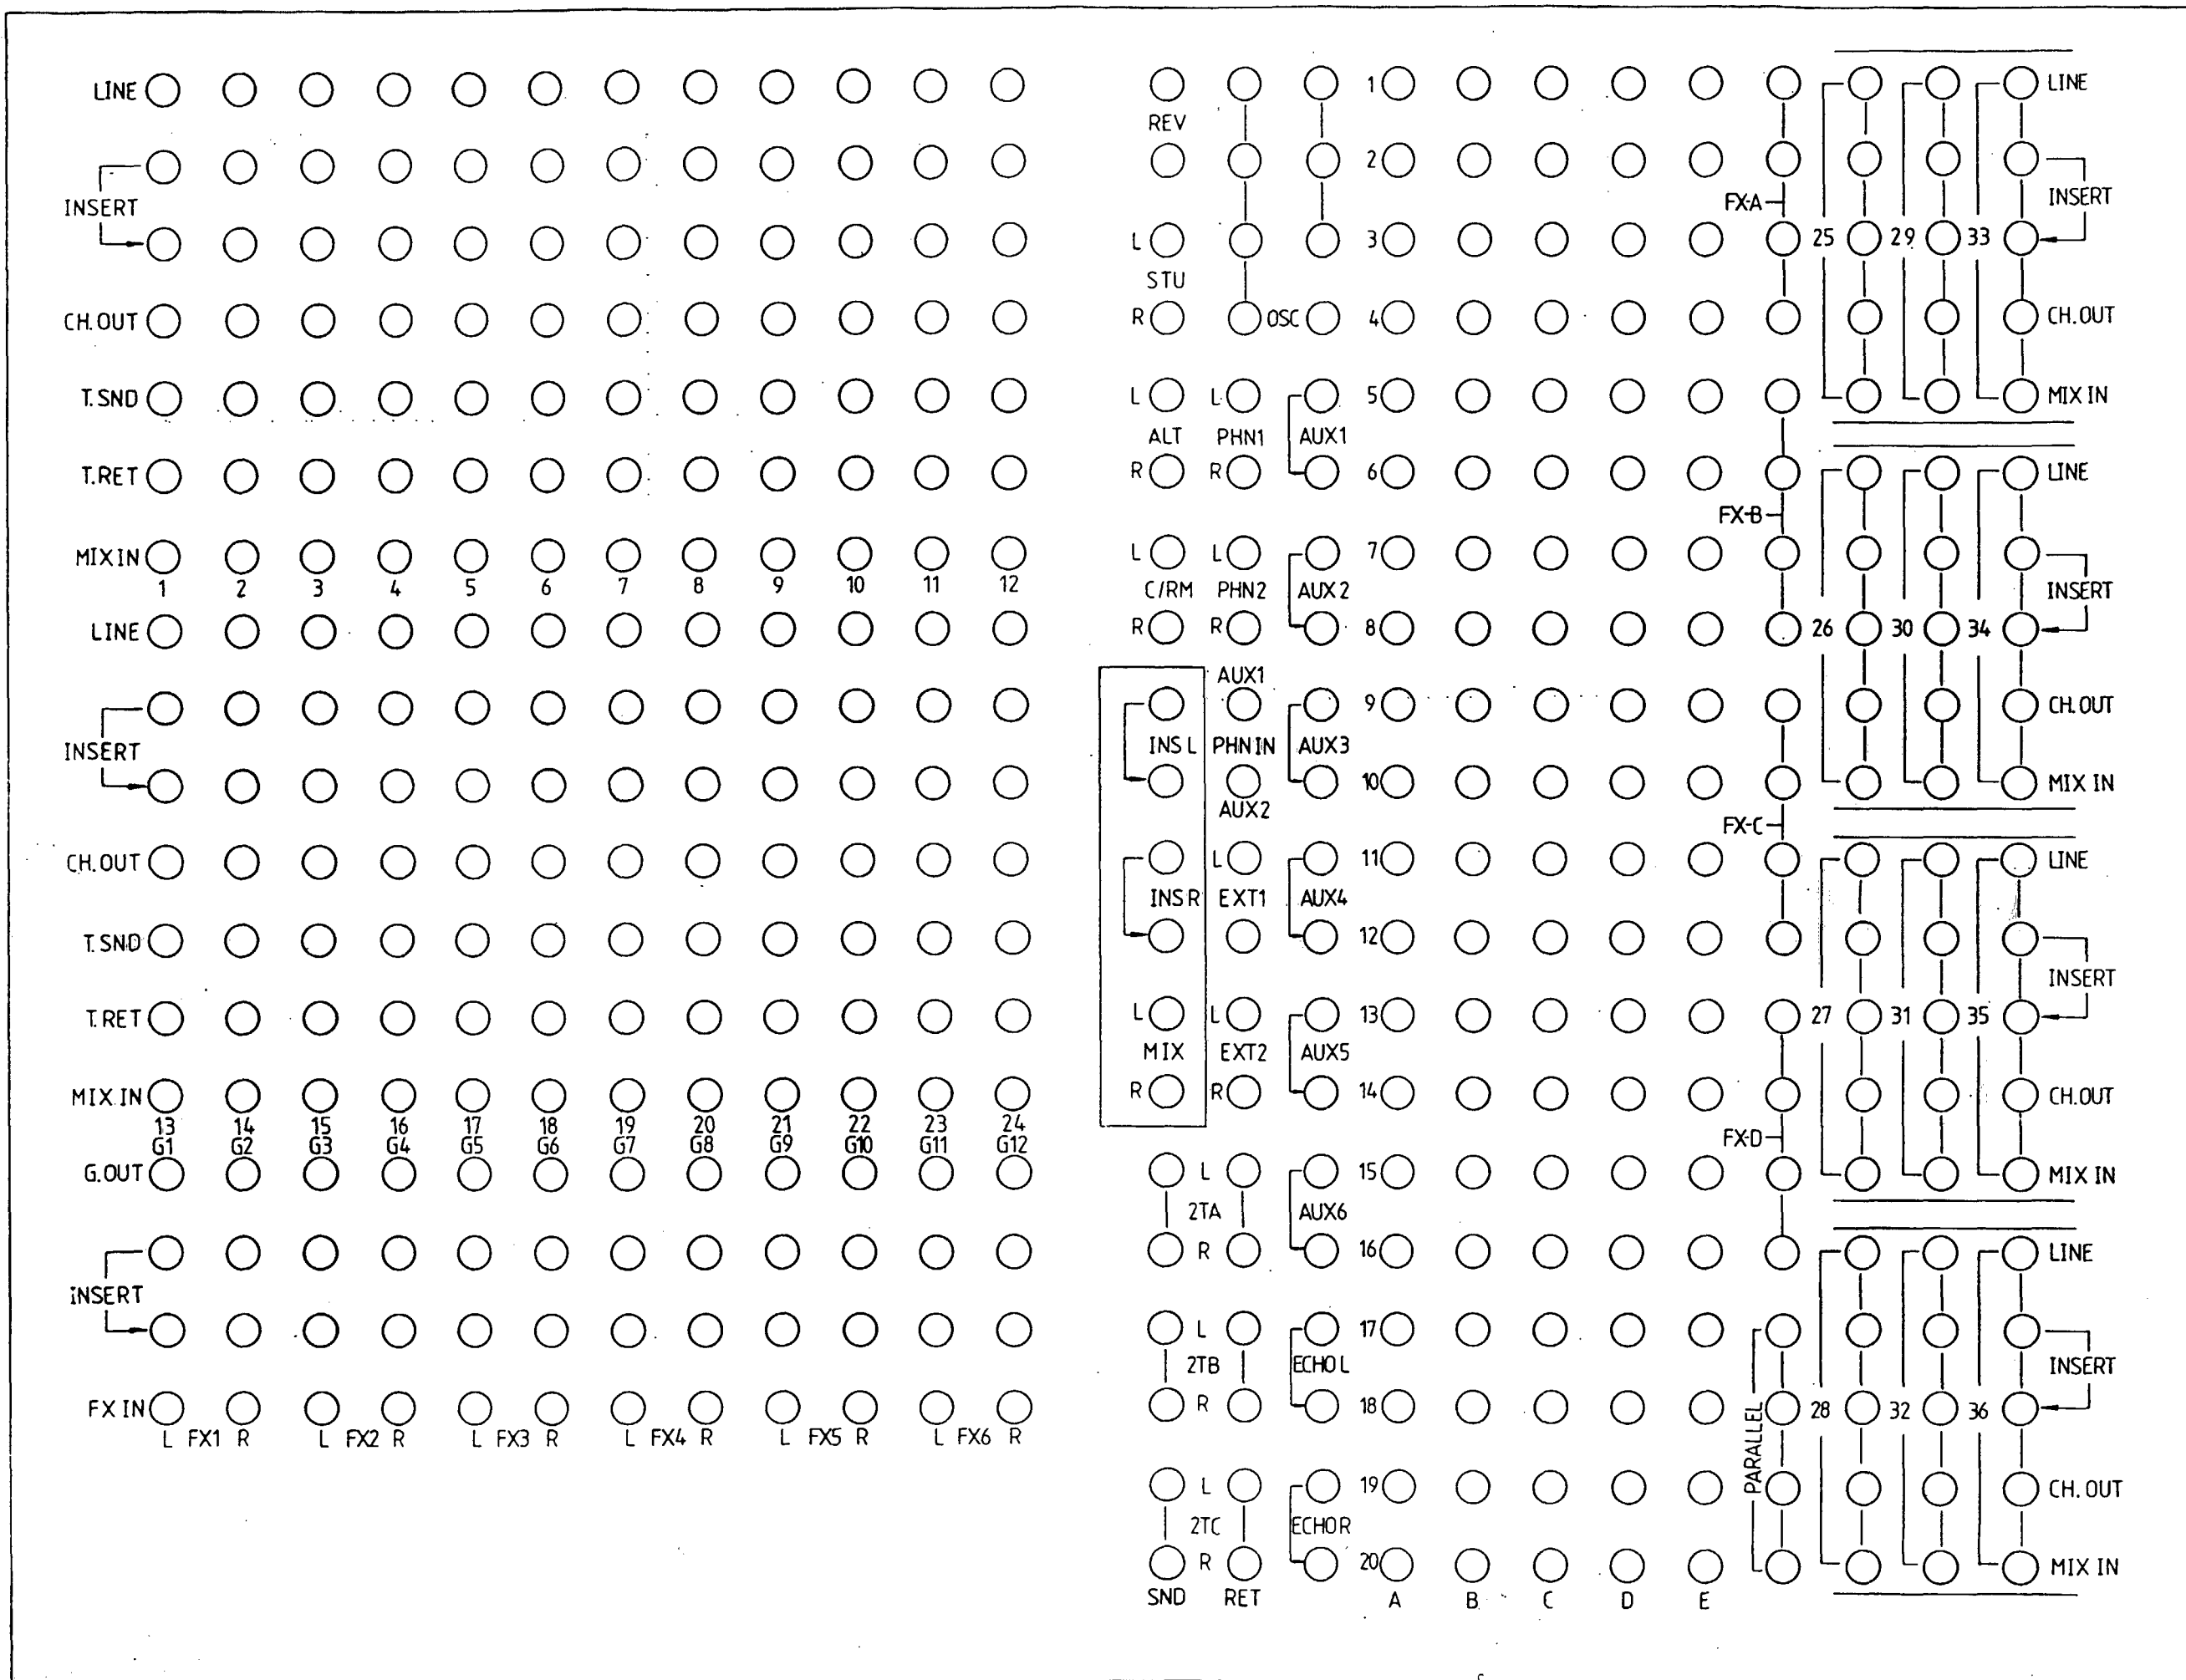 LINE
INSERT
CH. OUT
T. SND
T.RET
MIX IN
1 2 3 4 5 6 7 8 9 10 11 12
LINE
INSERT
CH. OUT
T. SND
T. RET
MIX IN
13 14 15 16 17 18 19 20 21 22 23 24
G1 G2 G3 G4 G5 G6 G7 G8 G9 G10 G11 G12
G.OUT
INSERT
FX IN
L FX1 R L FX2 R L FX3 R L FX4 R L FX5 R L FX6 R
REV
L
STU
R
OSC
L L
ALT PHN1 AUX1
R R
L L
C/RM PHN2 AUX2
R R
AUX1
INS L PHN IN AUX3
AUX2
L
INS R EXT1 AUX4
L L
MIX EXT2 AUX5
R R
L
2TA AUX6
R
L
2TB ECHO L
R
L
2TC ECHO R
R
SND RET
1
2
3
4
5
6
7
8
9
10
11
12
13
14
15
16
17
18
19
20
A B C D E
FX-A
FX-B
FX-C
FX-D
PARALLEL
LINE
INSERT
25 29 33
CH. OUT
MIX IN
LINE
INSERT
26 30 34
CH. OUT
MIX IN
LINE
INSERT
27 31 35
CH. OUT
MIX IN
LINE
INSERT
28 32 36
CH. OUT
MIX IN